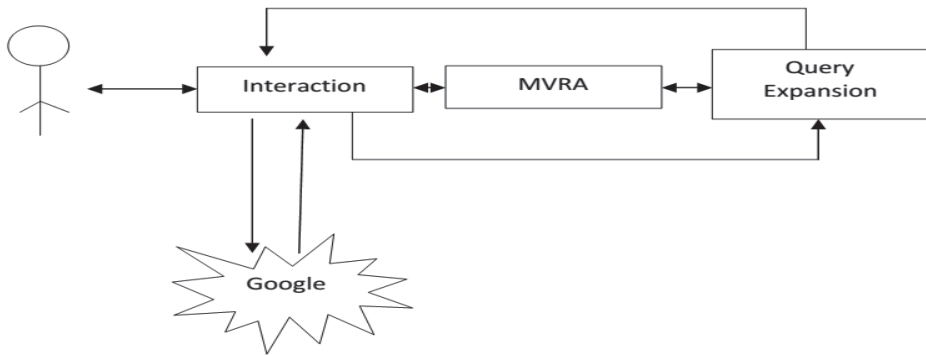 Interaction
MVRA
Query
Expansion
Google